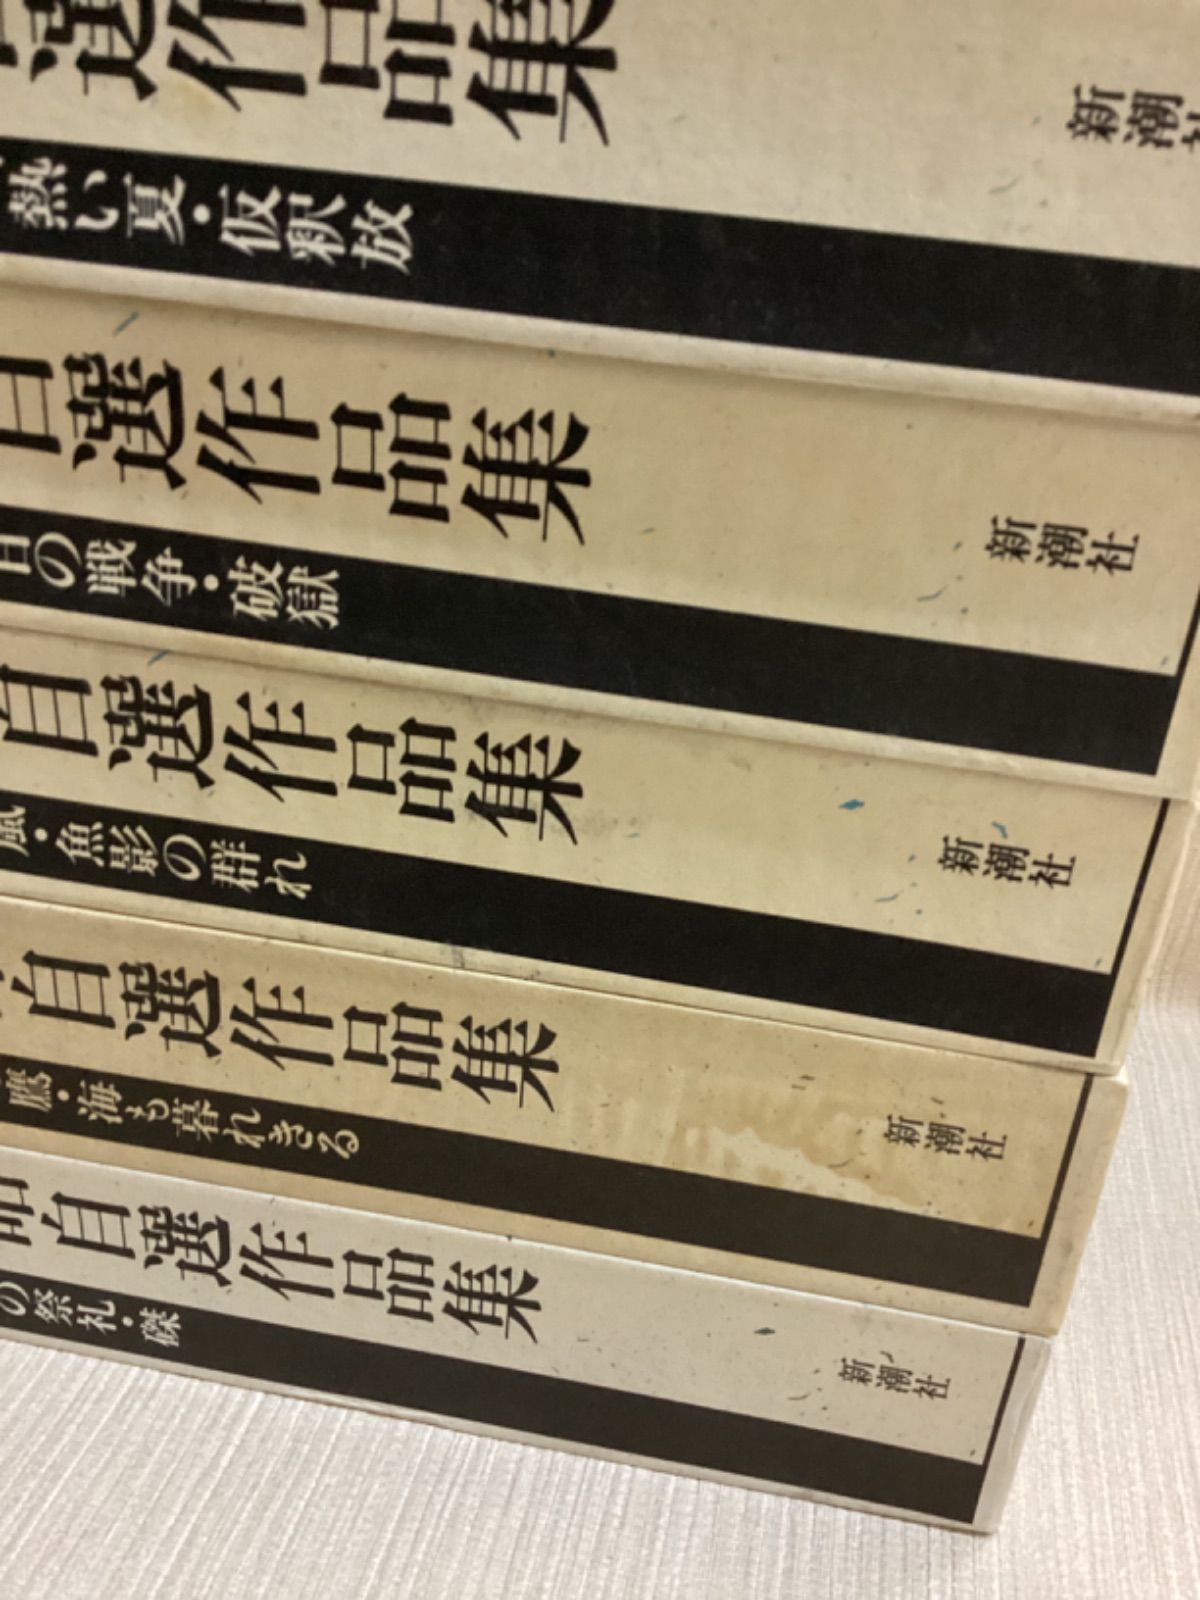 選作品集
新潮社
熱い夏・仮釈放
自選作品集
新潮社
日の戦争・破獄
自選作品集
新潮社
風・魚影の群れ
自選作品集
新潮社
鷹・海も暮れきる
自選作品集
新潮社
の祭礼・磔